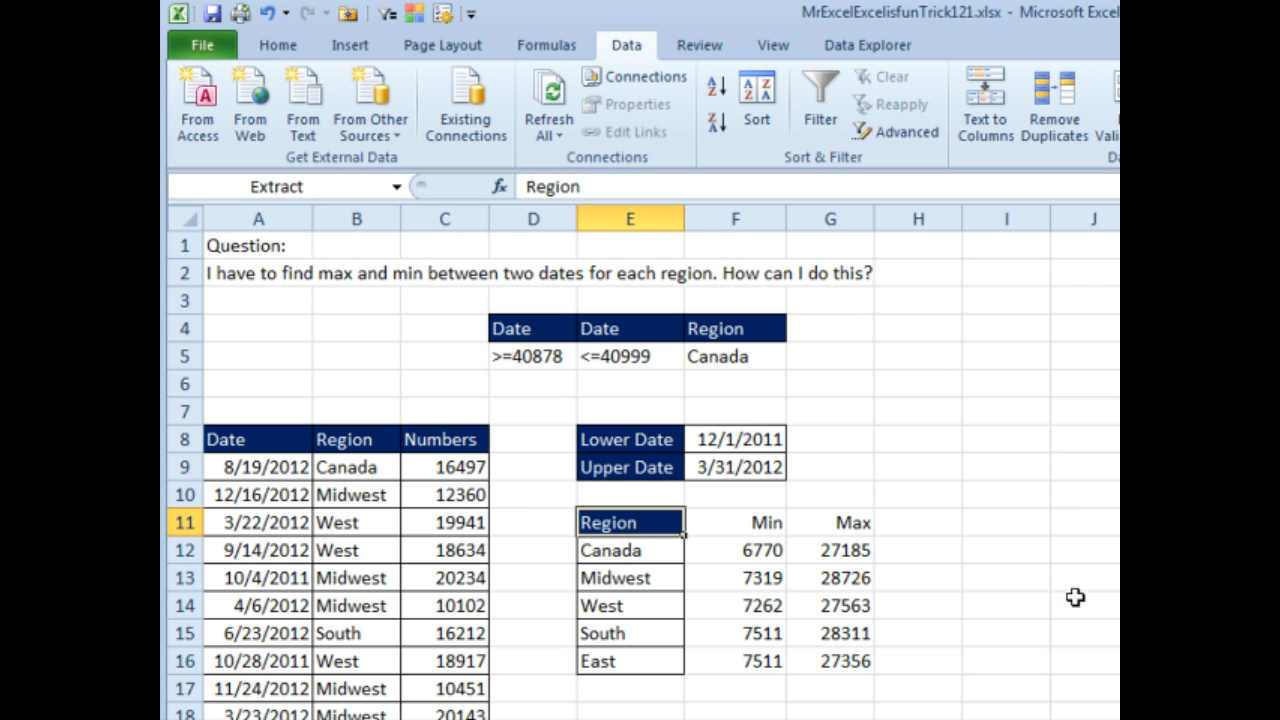 MrExcelExcelisfunTrick121.xlsx - Microsoft Excel
File Home Insert Page Layout Formulas Data Review View Data Explorer
From Access
From Web
From Text
From Other Sources
Existing Connections
Get External Data
Refresh All
Connections
Properties
Edit Links
Connections
Sort
Filter
Clear
Reapply
Advanced
Sort & Filter
Text to Columns
Remove Duplicates
Extract fx Region
A B C D E F G H I J
1 Question:
2 I have to find max and min between two dates for each region. How can I do this?
3
4 Date Date Region
5 >=40878 <=40999 Canada
6
7
8 Date Region Numbers Lower Date 12/1/2011
9 8/19/2012 Canada 16497 Upper Date 3/31/2012
10 12/16/2012 Midwest 12360
11 3/22/2012 West 19941 Region Min Max
12 9/14/2012 West 18634 Canada 6770 27185
13 10/4/2011 Midwest 20234 Midwest 7319 28726
14 4/6/2012 Midwest 10102 West 7262 27563
15 6/23/2012 South 16212 South 7511 28311
16 10/28/2011 West 18917 East 7511 27356
17 11/24/2012 Midwest 10451
18 3/23/2012 Midwest 20143